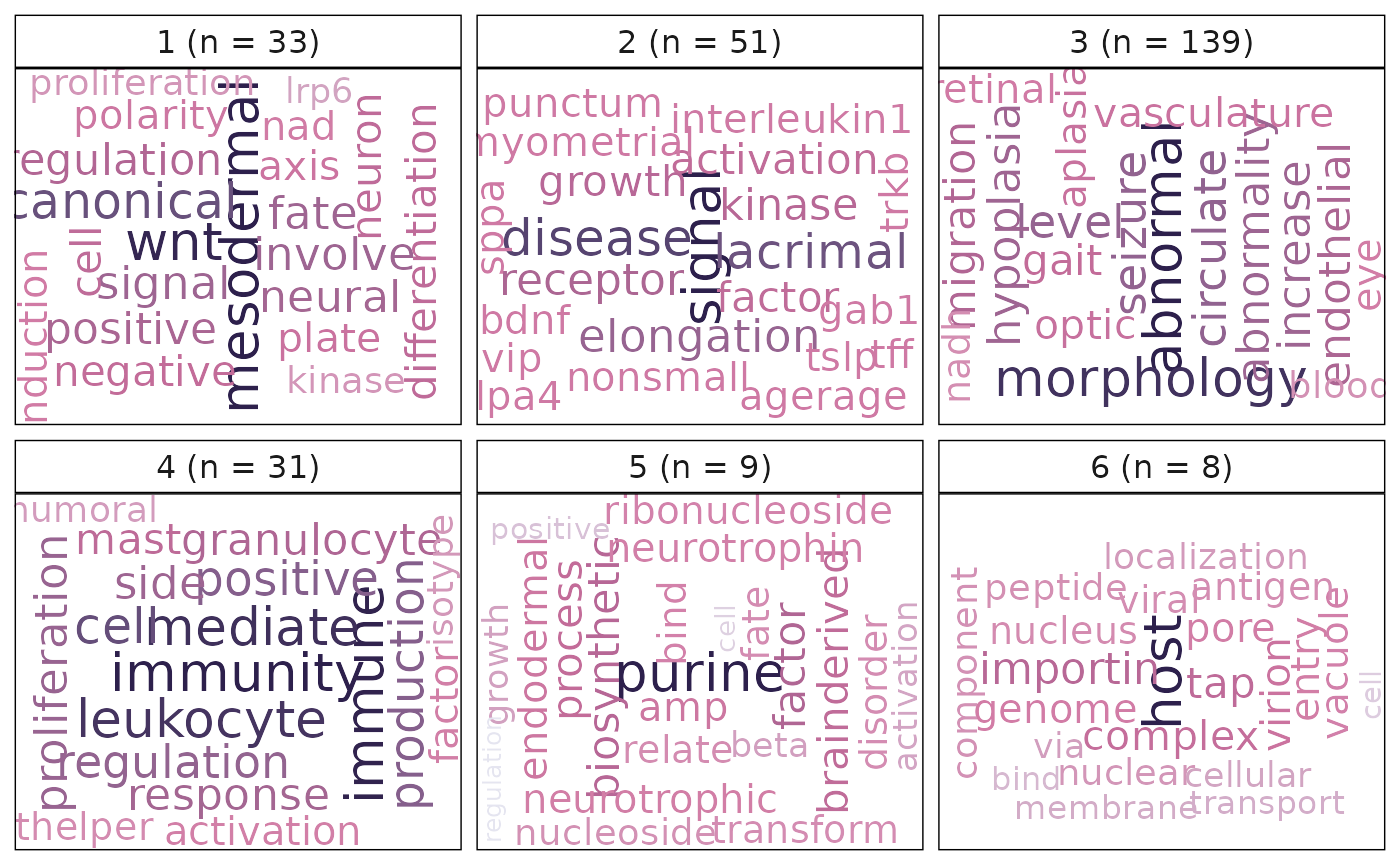 1 (n = 33)
proliferation
lrp6
polarity
nad
mesodermal
neuron
differentiation
regulation
axis
canonical
fate
wnt
cell
involve
signal
neural
nduction
positive
plate
negative
kinase
2 (n = 51)
punctum
interleukin1
myometrial
activation
growth
trkb
sppa
kinase
signal
disease
lacrimal
receptor
factor
gab1
bdnf
elongation
vip
tslp
tff
nonsmall
lpa4
agerage
3 (n = 139)
retinal
aplasia
vasculature
migration
hypoplasia
seizure
abnormal
circulate
abnormality
increase
endothelial
level
gait
eye
optic
nadh
morphology
blood
4 (n = 31)
humoral
mast
granulocyte
factorisotype
proliferation
side
positive
production
cell
mediate
immune
immunity
leukocyte
regulation
response
thelper
activation
5 (n = 9)
ribonucleoside
positive
neurotrophin
endodermal
process
biosynthetic
bind
cell
fate
factor
brainderived
growth
disorder
activation
purine
amp
relate
beta
regulation
neurotrophic
nucleoside
transform
6 (n = 8)
localization
component
peptide
viral
antigen
nucleus
host
pore
entry
vacuole
importin
tap
virion
cell
genome
via
complex
bind
nuclear
cellular
membrane
transport